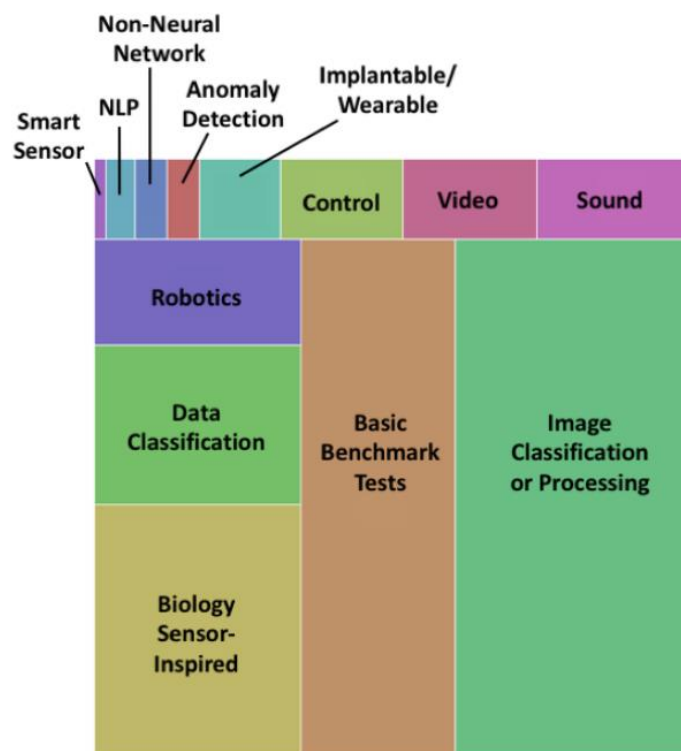 Non-Neural
Network
Implantable/
Wearable
Anomaly
Detection
NLP
Smart
Sensor
Control
Video
Sound
Robotics
Data
Classification
Basic
Benchmark
Tests
Image
Classification
or Processing
Biology
Sensor-
Inspired